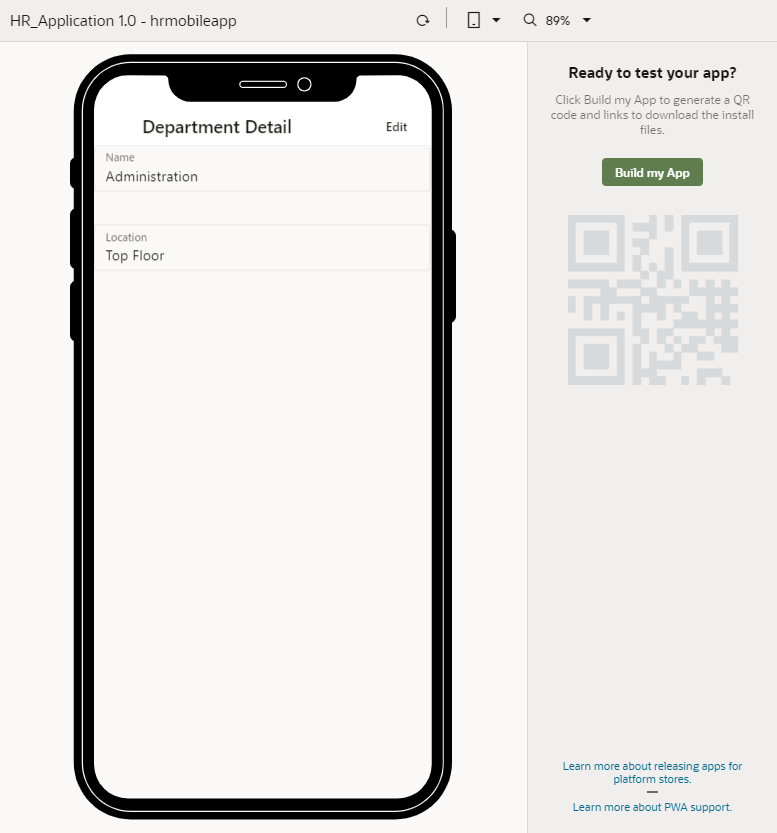 HR_Application 1.0 - hrmobileapp
89%
Department Detail
Edit
Name
Administration
Location
Top Floor
Ready to test your app?
Click Build my App to generate a QR
code and links to download the install
files.
Build my App
Learn more about releasing apps for
platform stores.
Learn more about PWA support.